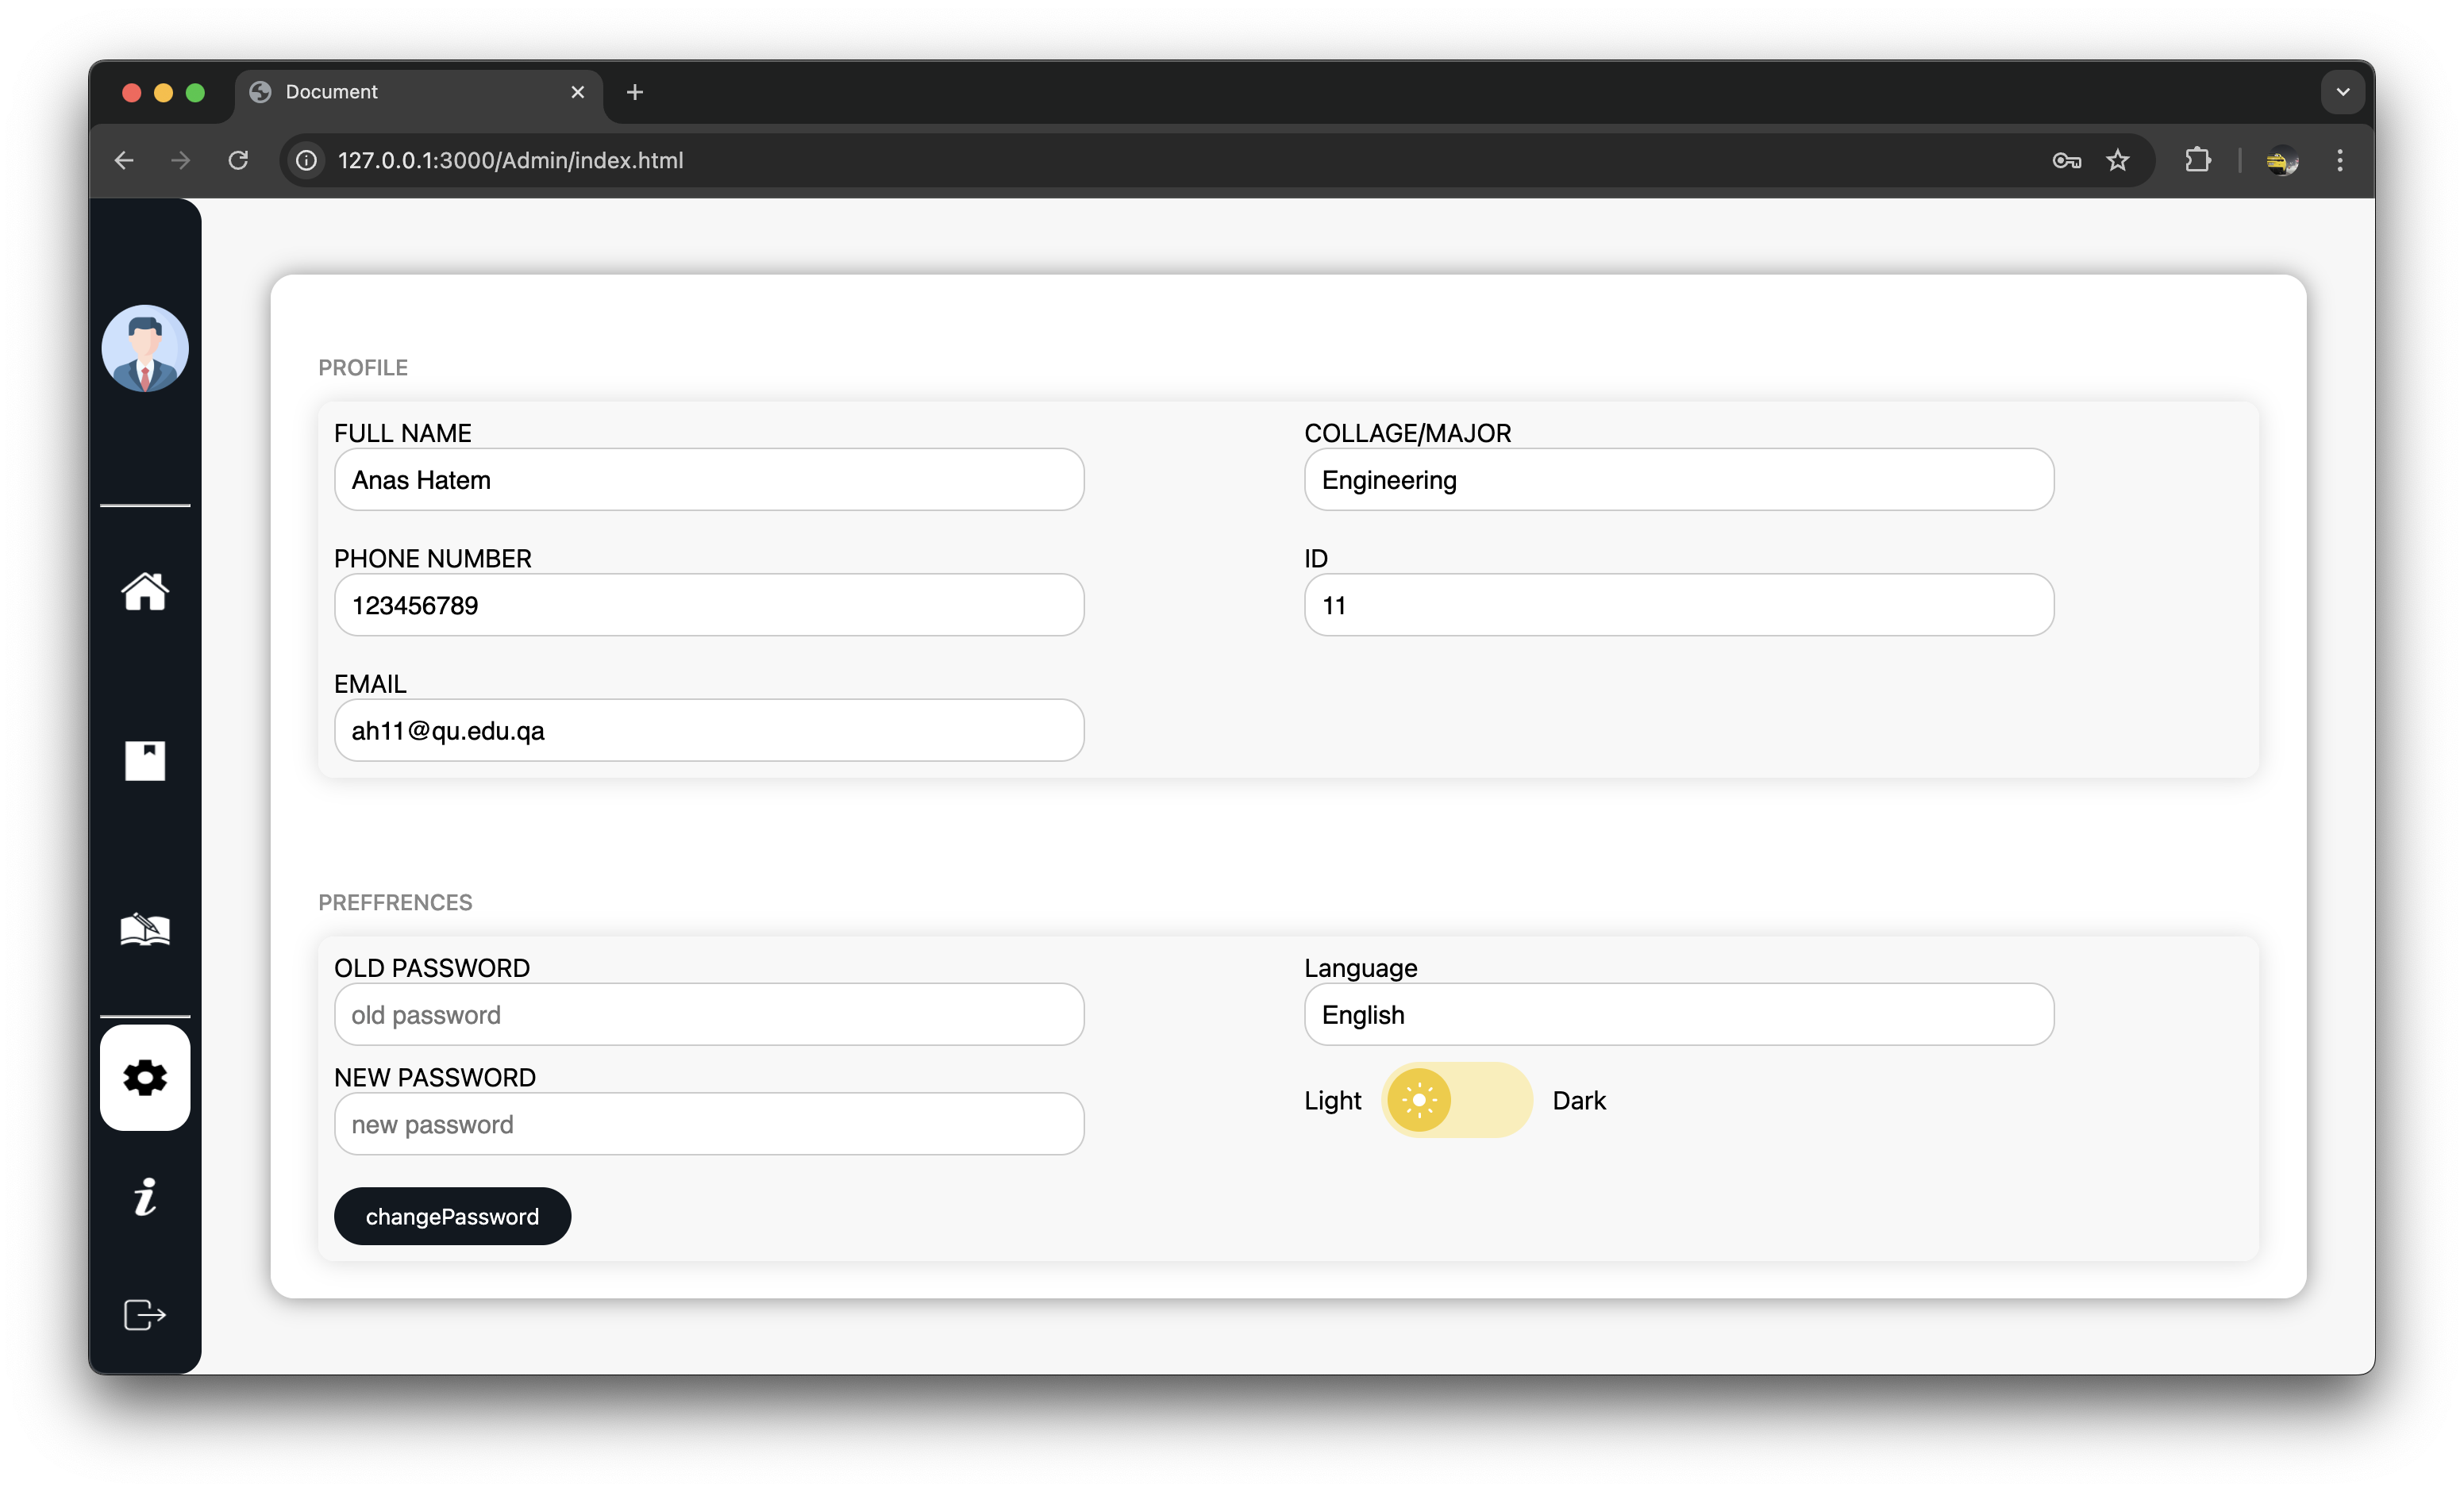 Document
127.0.0.1:3000/Admin/index.html
PROFILE
FULL NAME
Anas Hatem
COLLAGE/MAJOR
Engineering
PHONE NUMBER
123456789
ID
11
EMAIL
ah11@qu.edu.qa
PREFFRENCES
OLD PASSWORD
old password
Language
English
NEW PASSWORD
new password
Light
Dark
changePassword